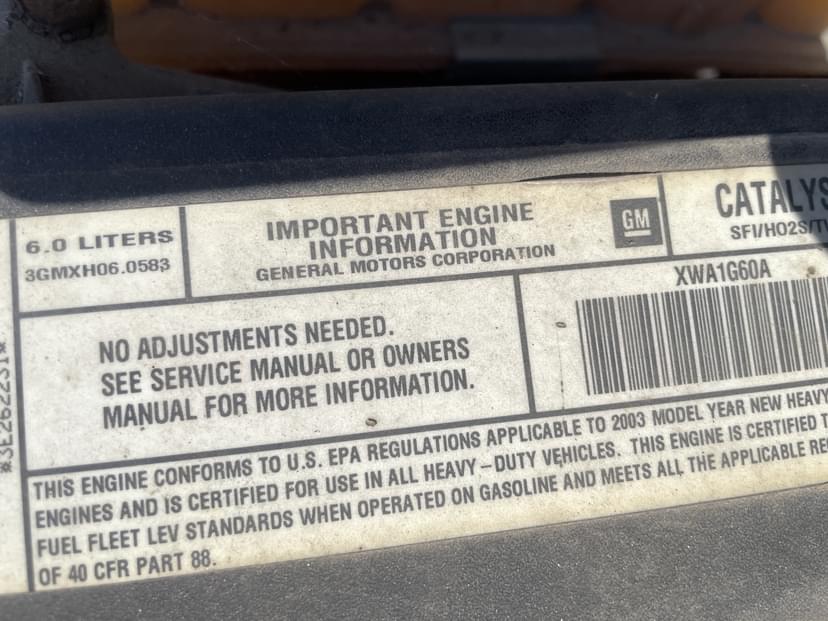 6.0 LITERS
3GMXH06.0583
IMPORTANT ENGINE
INFORMATION
GENERAL MOTORS CORPORATION
GM
CATALYS
SFI/HO2S/TW
XWA1G60A
NO ADJUSTMENTS NEEDED.
SEE SERVICE MANUAL OR OWNERS
MANUAL FOR MORE INFORMATION.
*3E262231*
THIS ENGINE CONFORMS TO U.S. EPA REGULATIONS APPLICABLE TO 2003 MODEL YEAR NEW HEAVY
ENGINES AND IS CERTIFIED FOR USE IN ALL HEAVY-DUTY VEHICLES. THIS ENGINE IS CERTIFIED T
FUEL FLEET LEV STANDARDS WHEN OPERATED ON GASOLINE AND MEETS ALL THE APPLICABLE RE
OF 40 CFR PART 88.